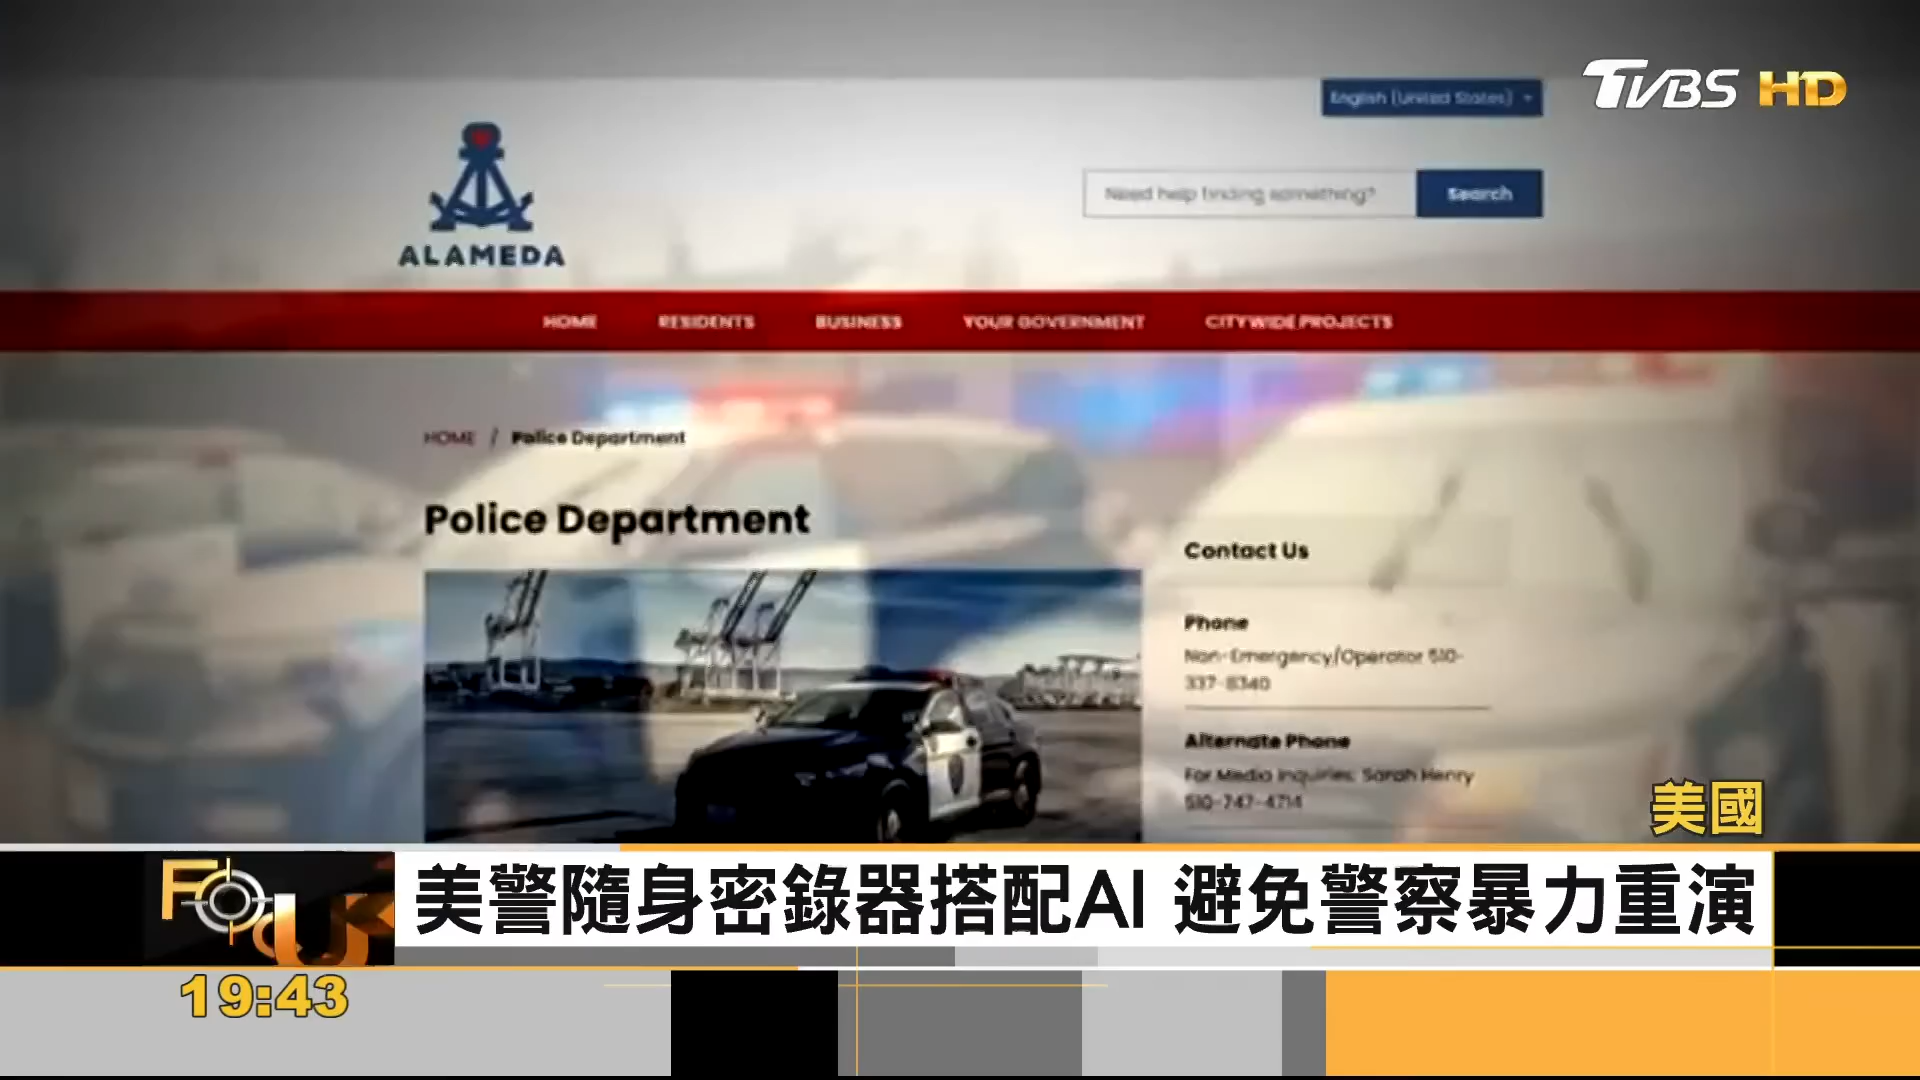 TVBS HD
English (United States)
ALAMEDA
Need help finding something?
Search
HOME
RESIDENTS
BUSINESS
YOUR GOVERNMENT
CITYWIDE PROJECTS
HOME / Police Department
Police Department
Contact Us
Phone
Non-Emergency/Operator 510-
337-8340
Alternate Phone
For Media Inquiries: Sarah Henry
510-747-4714
美國
FOCUS
美警隨身密錄器搭配AI 避免警察暴力重演
19:43